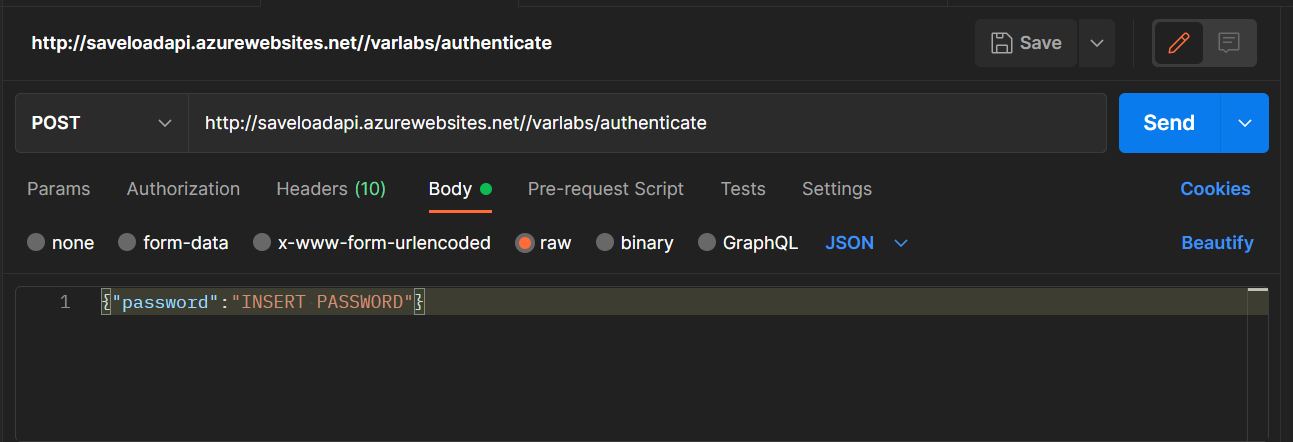 http://saveloadapi.azurewebsites.net//varlabs/authenticate Save
POST http://saveloadapi.azurewebsites.net//varlabs/authenticate Send
Params Authorization Headers (10) Body Pre-request Script Tests Settings Cookies
none form-data x-www-form-urlencoded raw binary GraphQL JSON Beautify
1 {"password":"INSERT PASSWORD"}